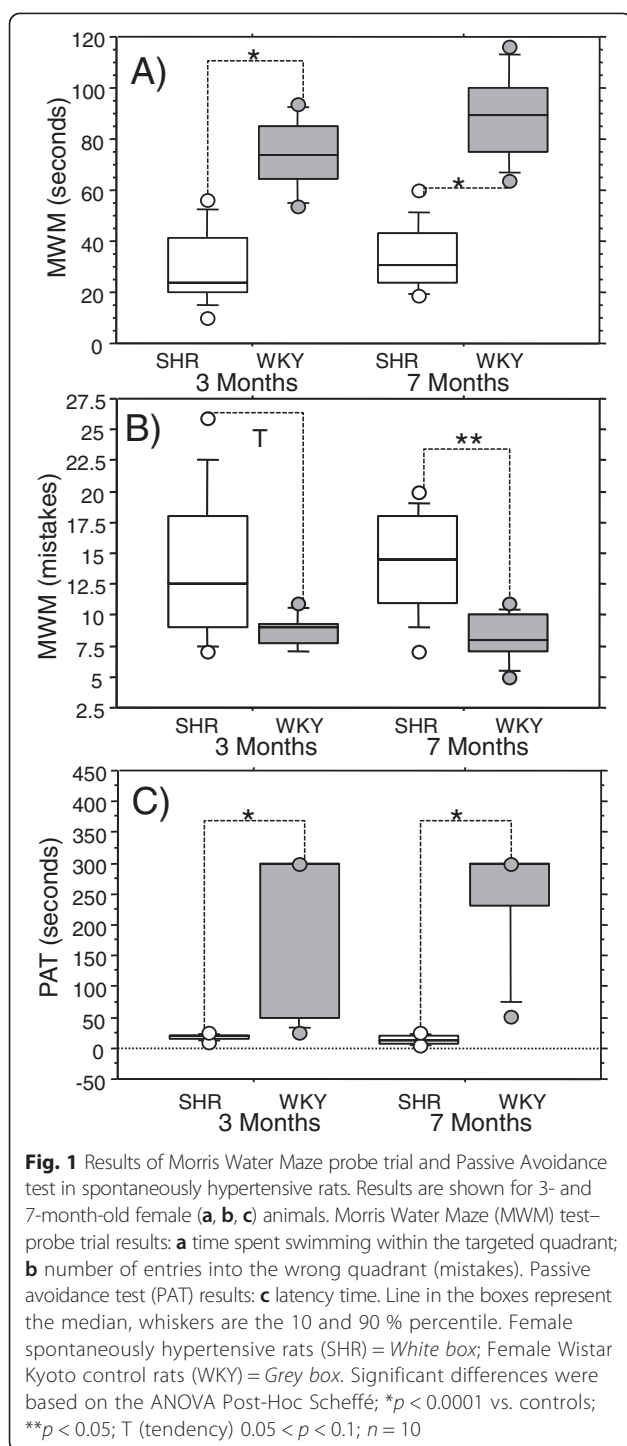 A)
MWM (seconds)
120
100
80
60
40
20
0
*
*
SHR WKY SHR WKY
3 Months 7 Months
B)
MWM (mistakes)
27.5
25
22.5
20
17.5
15
12.5
10
7.5
5
2.5
T
**
SHR WKY SHR WKY
3 Months 7 Months
C)
PAT (seconds)
450
400
350
300
250
200
150
100
50
0
-50
*
*
SHR WKY SHR WKY
3 Months 7 Months
Fig. 1 Results of Morris Water Maze probe trial and Passive Avoidance
test in spontaneously hypertensive rats. Results are shown for 3- and
7-month-old female (a, b, c) animals. Morris Water Maze (MWM) test–
probe trial results: a time spent swimming within the targeted quadrant;
b number of entries into the wrong quadrant (mistakes). Passive
avoidance test (PAT) results: c latency time. Line in the boxes represent
the median, whiskers are the 10 and 90 % percentile. Female
spontaneously hypertensive rats (SHR) = White box; Female Wistar
Kyoto control rats (WKY) = Grey box. Significant differences were
based on the ANOVA Post-Hoc Scheffé; *p < 0.0001 vs. controls;
**p < 0.05; T (tendency) 0.05 < p < 0.1; n = 10